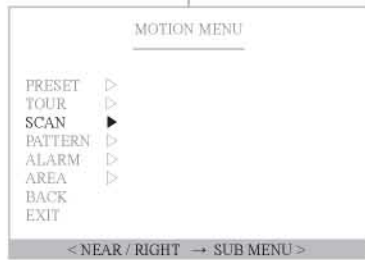 MOTION MENU
PRESET ▷
TOUR ▷
SCAN ▶
PATTERN ▷
ALARM ▷
AREA ▷
BACK
EXIT
< NEAR / RIGHT → SUB MENU >